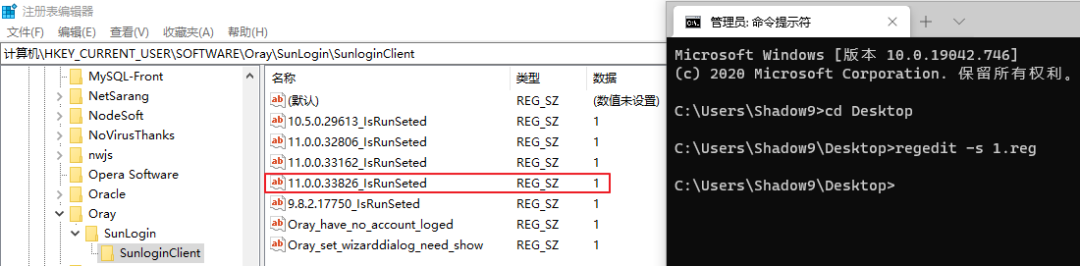 注册表编辑器
文件(F) 编辑(E) 查看(V) 收藏夹(A) 帮助(H)
计算机\HKEY_CURRENT_USER\SOFTWARE\Oray\SunLogin\SunloginClient
MySQL-Front
NetSarang
NodeSoft
NoVirusThanks
nwjs
Opera Software
Oracle
Oray
SunLogin
SunloginClient
名称 类型 数据
(默认) REG_SZ (数值未设置)
10.5.0.29613_IsRunSeted REG_SZ 1
11.0.0.32806_IsRunSeted REG_SZ 1
11.0.0.33162_IsRunSeted REG_SZ 1
11.0.0.33826_IsRunSeted REG_SZ 1
9.8.2.17750_IsRunSeted REG_SZ 1
Oray_have_no_account_loged REG_SZ 1
Oray_set_wizarddialog_need_show REG_SZ 1
管理员: 命令提示符
Microsoft Windows [版本 10.0.19042.746]
(c) 2020 Microsoft Corporation. 保留所有权利。
C:\Users\Shadow9>cd Desktop
C:\Users\Shadow9\Desktop>regedit -s 1.reg
C:\Users\Shadow9\Desktop>